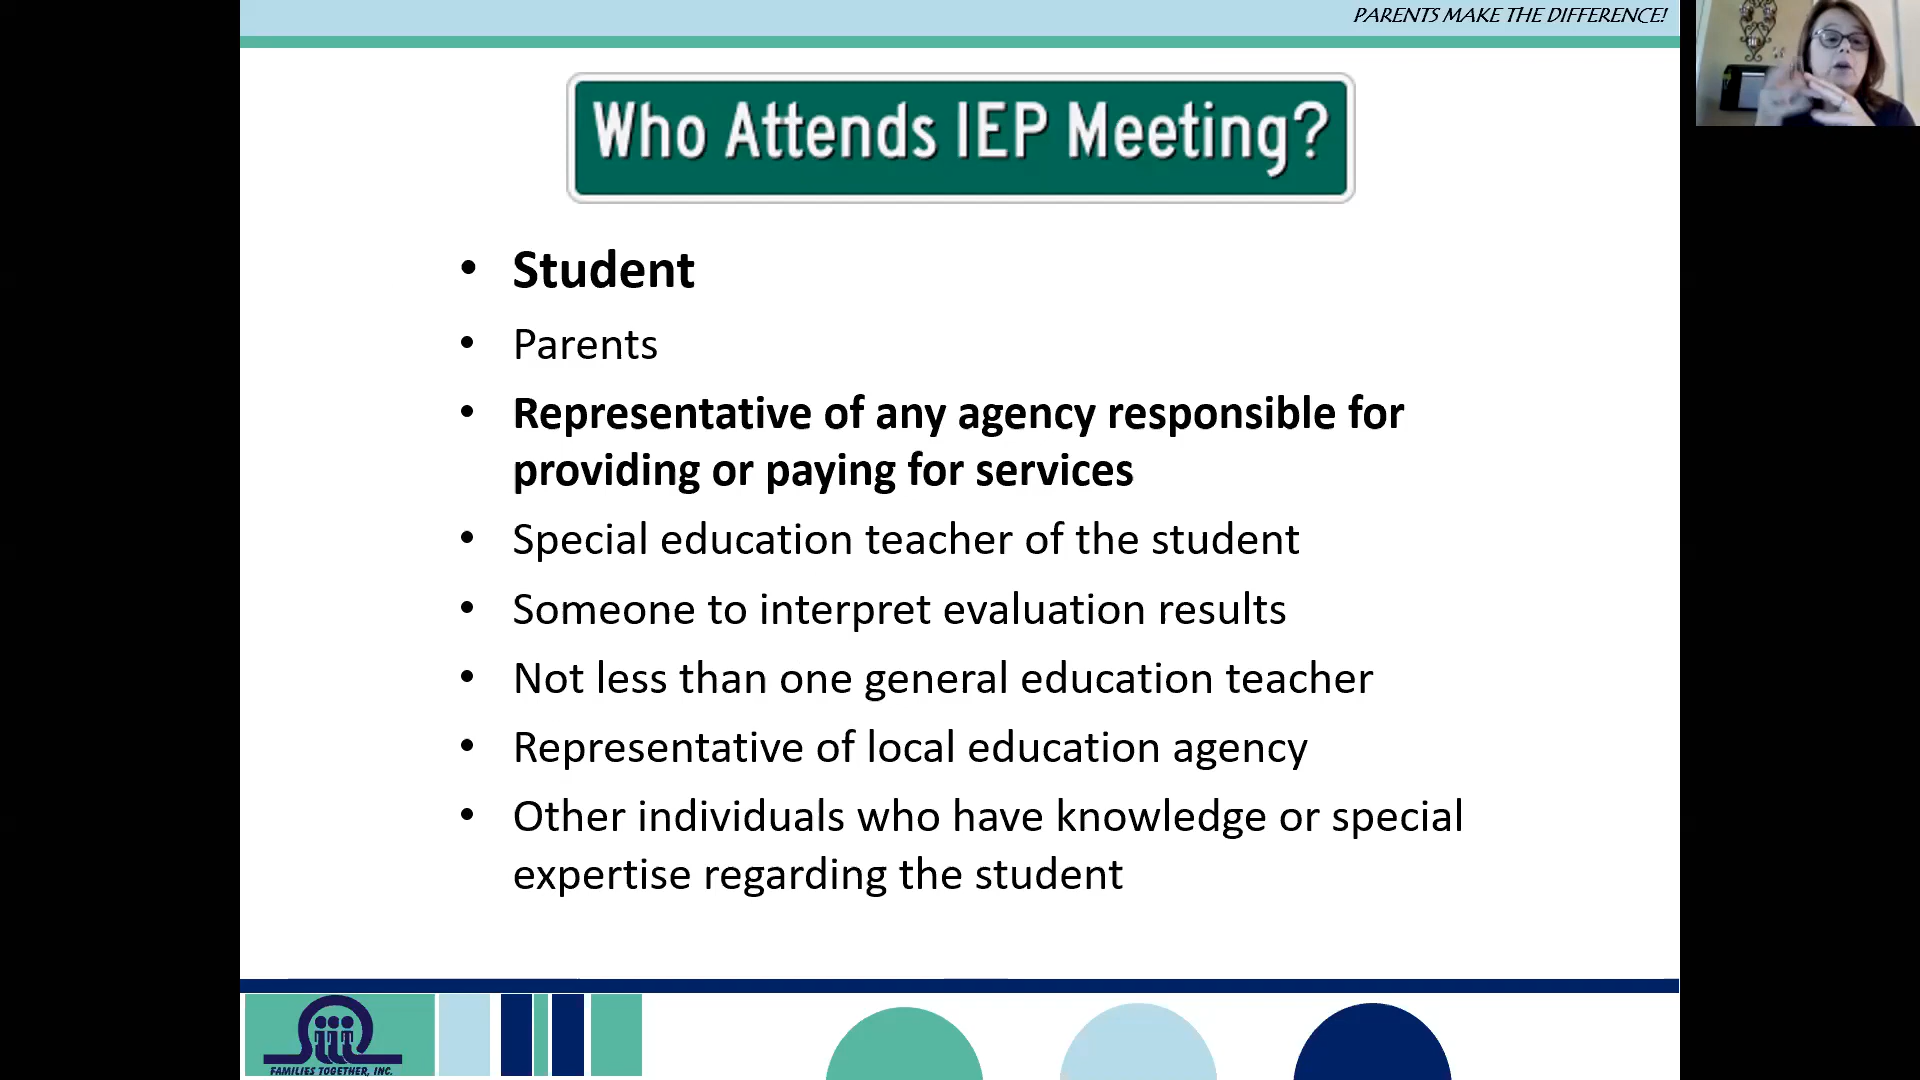 PARENTS MAKE THE DIFFERENCE!
Who Attends IEP Meeting?
• Student
• Parents
• Representative of any agency responsible for
providing or paying for services
• Special education teacher of the student
• Someone to interpret evaluation results
• Not less than one general education teacher
• Representative of local education agency
• Other individuals who have knowledge or special
expertise regarding the student
FAMILIES TOGETHER, INC.